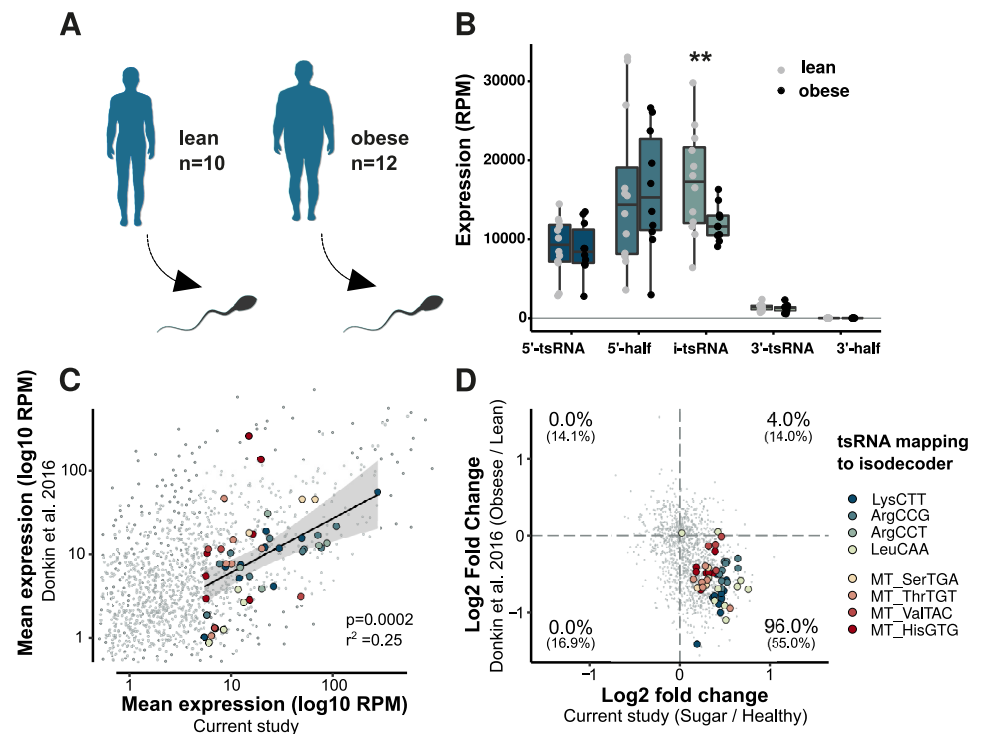 A
lean
n=10
obese
n=12
B
Expression (RPM)
30000
20000
10000
0
**
lean
obese
5'-tsRNA
5'-half
i-tsRNA
3'-tsRNA
3'-half
C
Mean expression (log10 RPM)
Donkin et al. 2016
100
10
1
p=0.0002
r² =0.25
1
10
100
Mean expression (log10 RPM)
Current study
D
Log2 Fold Change
Donkin et al. 2016 (Obsese / Lean)
1
0
−1
0.0%
(14.1%)
4.0%
(14.0%)
0.0%
(16.9%)
96.0%
(55.0%)
−1
0
1
Log2 fold change
Current study (Sugar / Healthy)
tsRNA mapping
to isodecoder
LysCTT
ArgCCG
ArgCCT
LeuCAA
MT_SerTGA
MT_ThrTGT
MT_ValTAC
MT_HisGTG